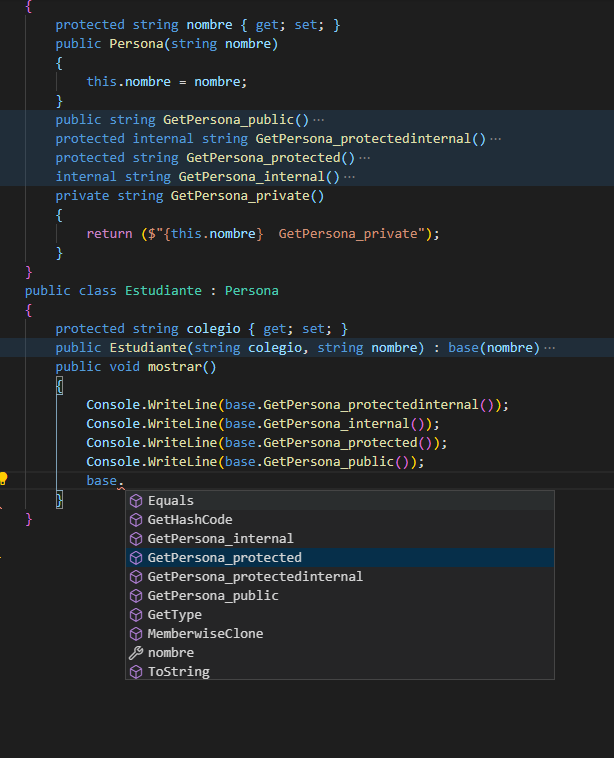 {
protected string nombre { get; set; }
public Persona(string nombre)
{
this.nombre = nombre;
}
public string GetPersona_public() ···
protected internal string GetPersona_protectedinternal() ···
protected string GetPersona_protected() ···
internal string GetPersona_internal() ···
private string GetPersona_private()
{
return ($"{this.nombre}  GetPersona_private");
}
}
public class Estudiante : Persona
{
protected string colegio { get; set; }
public Estudiante(string colegio, string nombre) : base(nombre) ···
public void mostrar()
{
Console.WriteLine(base.GetPersona_protectedinternal());
Console.WriteLine(base.GetPersona_internal());
Console.WriteLine(base.GetPersona_protected());
Console.WriteLine(base.GetPersona_public());
base.
}
}
Equals
GetHashCode
GetPersona_internal
GetPersona_protected
GetPersona_protectedinternal
GetPersona_public
GetType
MemberwiseClone
nombre
ToString